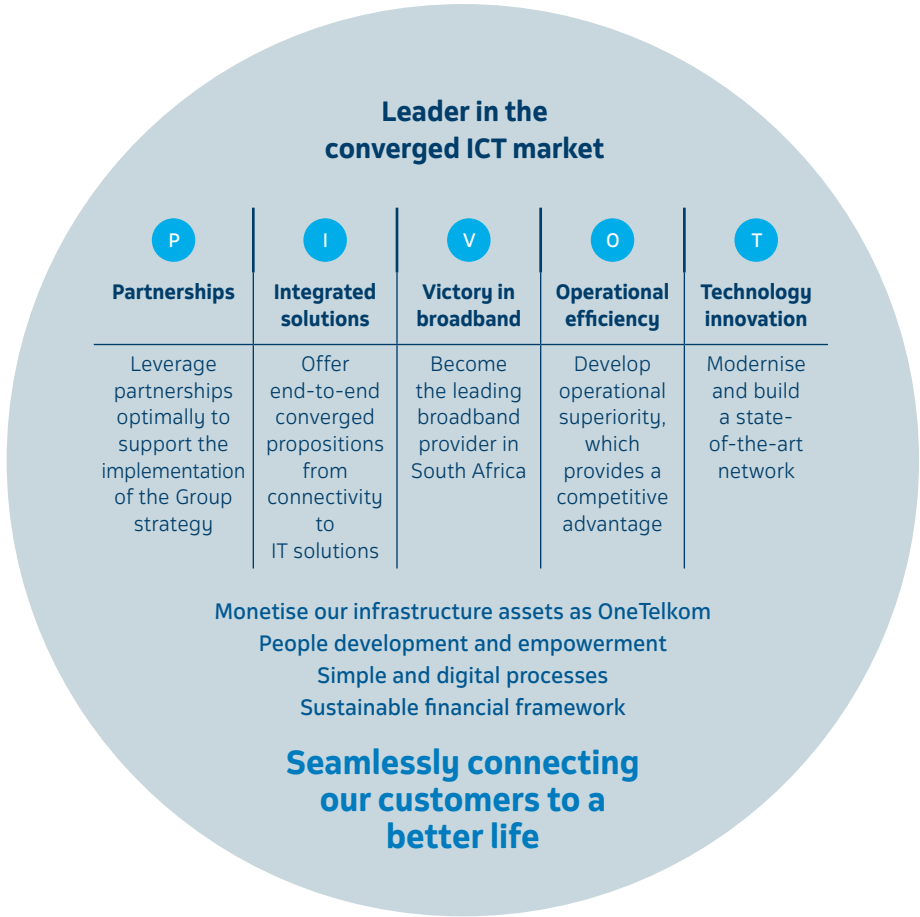 Leader in the
converged ICT market
P
Partnerships
Leverage
partnerships
optimally to
support the
implementation
of the Group
strategy
I
Integrated
solutions
Offer
end-to-end
converged
propositions
from
connectivity
to
IT solutions
V
Victory in
broadband
Become
the leading
broadband
provider in
South Africa
O
Operational
efficiency
Develop
operational
superiority,
which
provides a
competitive
advantage
T
Technology
innovation
Modernise
and build
a state-
of-the-art
network
Monetise our infrastructure assets as OneTelkom
People development and empowerment
Simple and digital processes
Sustainable financial framework
Seamlessly connecting
our customers to a
better life